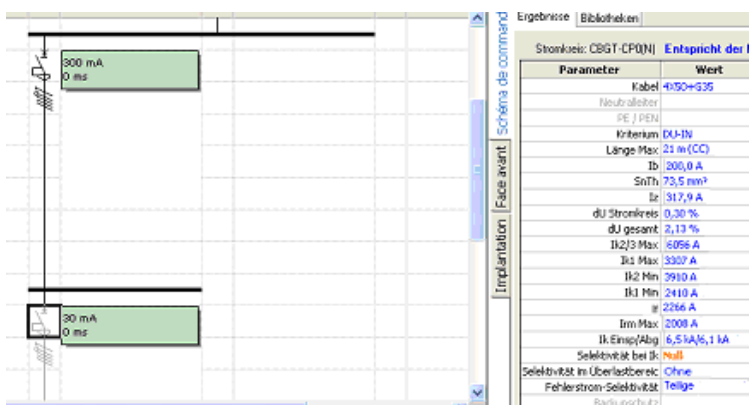 Ergebnisse Bibliotheken
300 mA
0 ms
30 mA
0 ms
Schéma de command
Face avant
Implantation
Stromkreis: CBGT-CP0(N) Entspricht der
Parameter Wert
Kabel 4X50+G35
Neutralleiter
PE / PEN
Kriterium DU-IN
Länge Max 21 m (CC)
Ib 200,0 A
SnTh 73,5 mm²
Iz 317,9 A
dU Stromkreis 0,30 %
dU gesamt 2,13 %
Ik2/3 Max 6056 A
Ik1 Max 3307 A
Ik2 Min 3910 A
Ik1 Min 2410 A
If 2266 A
Irm Max 2008 A
Ik Einsp/Abg 6,5 kA/6,1 kA
Selektivität bei Ik Null
Selektivität im Überlastbereic Ohne
Fehlerstrom-Selektivität Teilige